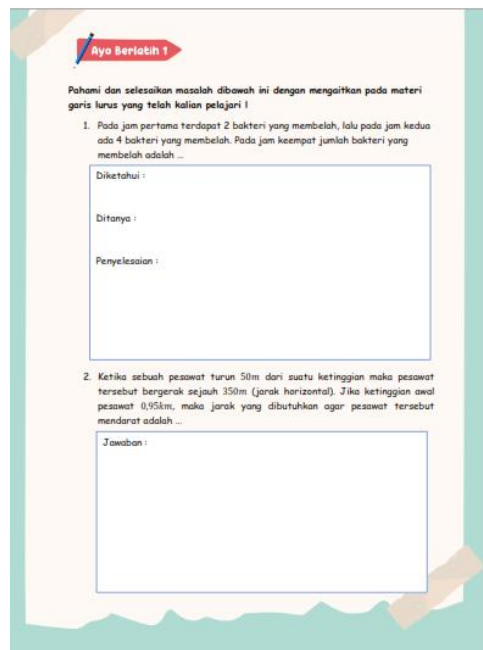 Ayo Berlatih 1
Pahami dan selesaikan masalah dibawah ini dengan mengaitkan pada materi
garis lurus yang telah kalian pelajari !
1. Pada jam pertama terdapat 2 bakteri yang membelah, lalu pada jam kedua
ada 4 bakteri yang membelah. Pada jam keempat jumlah bakteri yang
membelah adalah ...
Diketahui :
Ditanya :
Penyelesaian :
2. Ketika sebuah pesawat turun 50m dari suatu ketinggian maka pesawat
tersebut bergerak sejauh 350m (jarak horizontal). Jika ketinggian awal
pesawat 0,95km, maka jarak yang dibutuhkan agar pesawat tersebut
mendarat adalah ...
Jawaban :